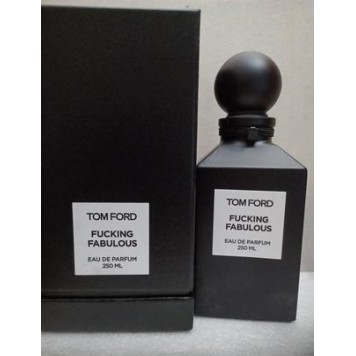 TOM FORD
FUCKING
FABULOUS
EAU DE PARFUM
250 ML
TOM FORD
FUCKING
FABULOUS
EAU DE PARFUM
250 ML